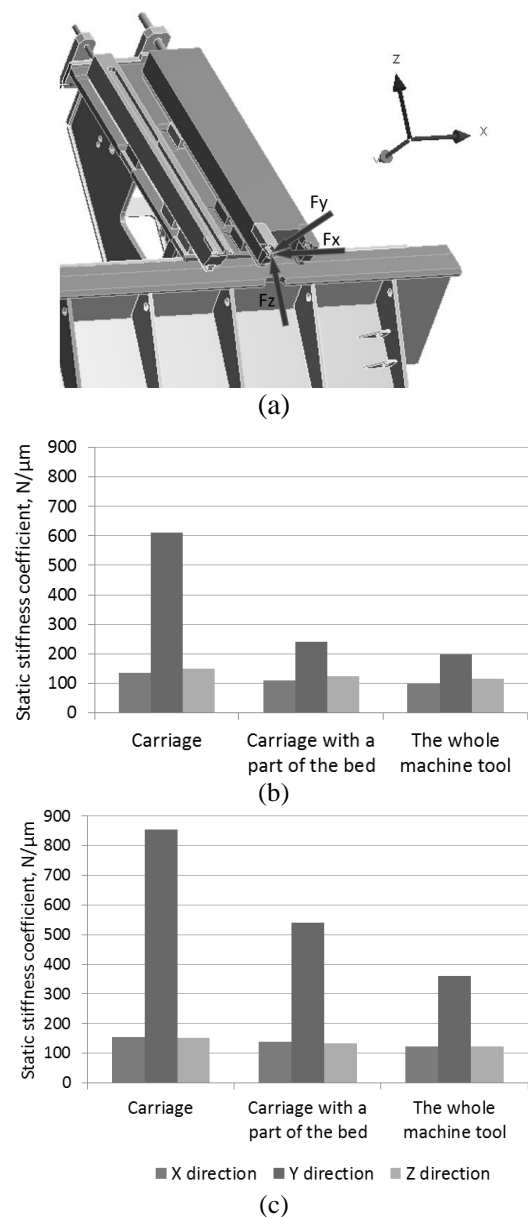 Z
X
Y
Fy
Fx
Fz
(a)
Static stiffness coefficient, N/μm
900
800
700
600
500
400
300
200
100
0
Carriage
Carriage with a
part of the bed
The whole
machine tool
(b)
Static stiffness coefficient, N/μm
900
800
700
600
500
400
300
200
100
0
Carriage
Carriage with a
part of the bed
The whole
machine tool
X direction
Y direction
Z direction
(c)